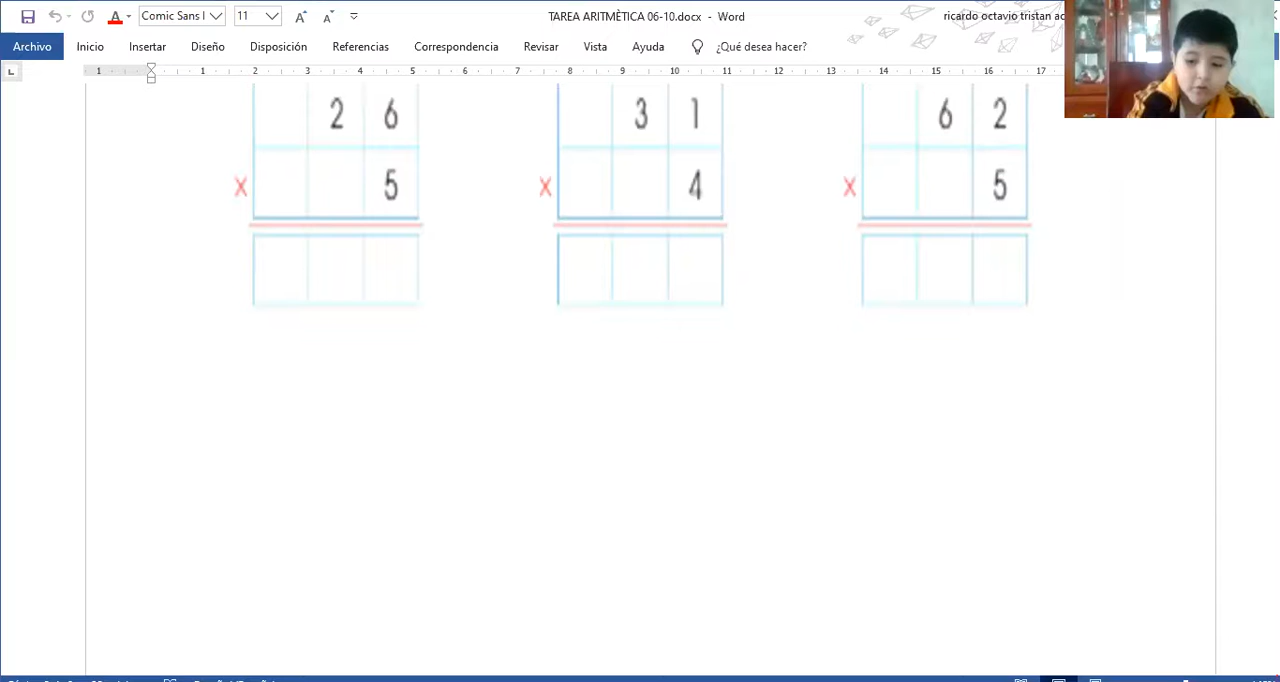 Comic Sans 11 TAREA ARITMÈTICA 06-10.docx - Word ricardo octavio tristan
Archivo Inicio Insertar Diseño Disposición Referencias Correspondencia Revisar Vista Ayuda ¿Qué desea hacer?
1 1 2 3 4 5 6 7 8 9 10 11 12 13 14 15 16 17
2 6 3 1 6 2
x 5 x 4 x 5